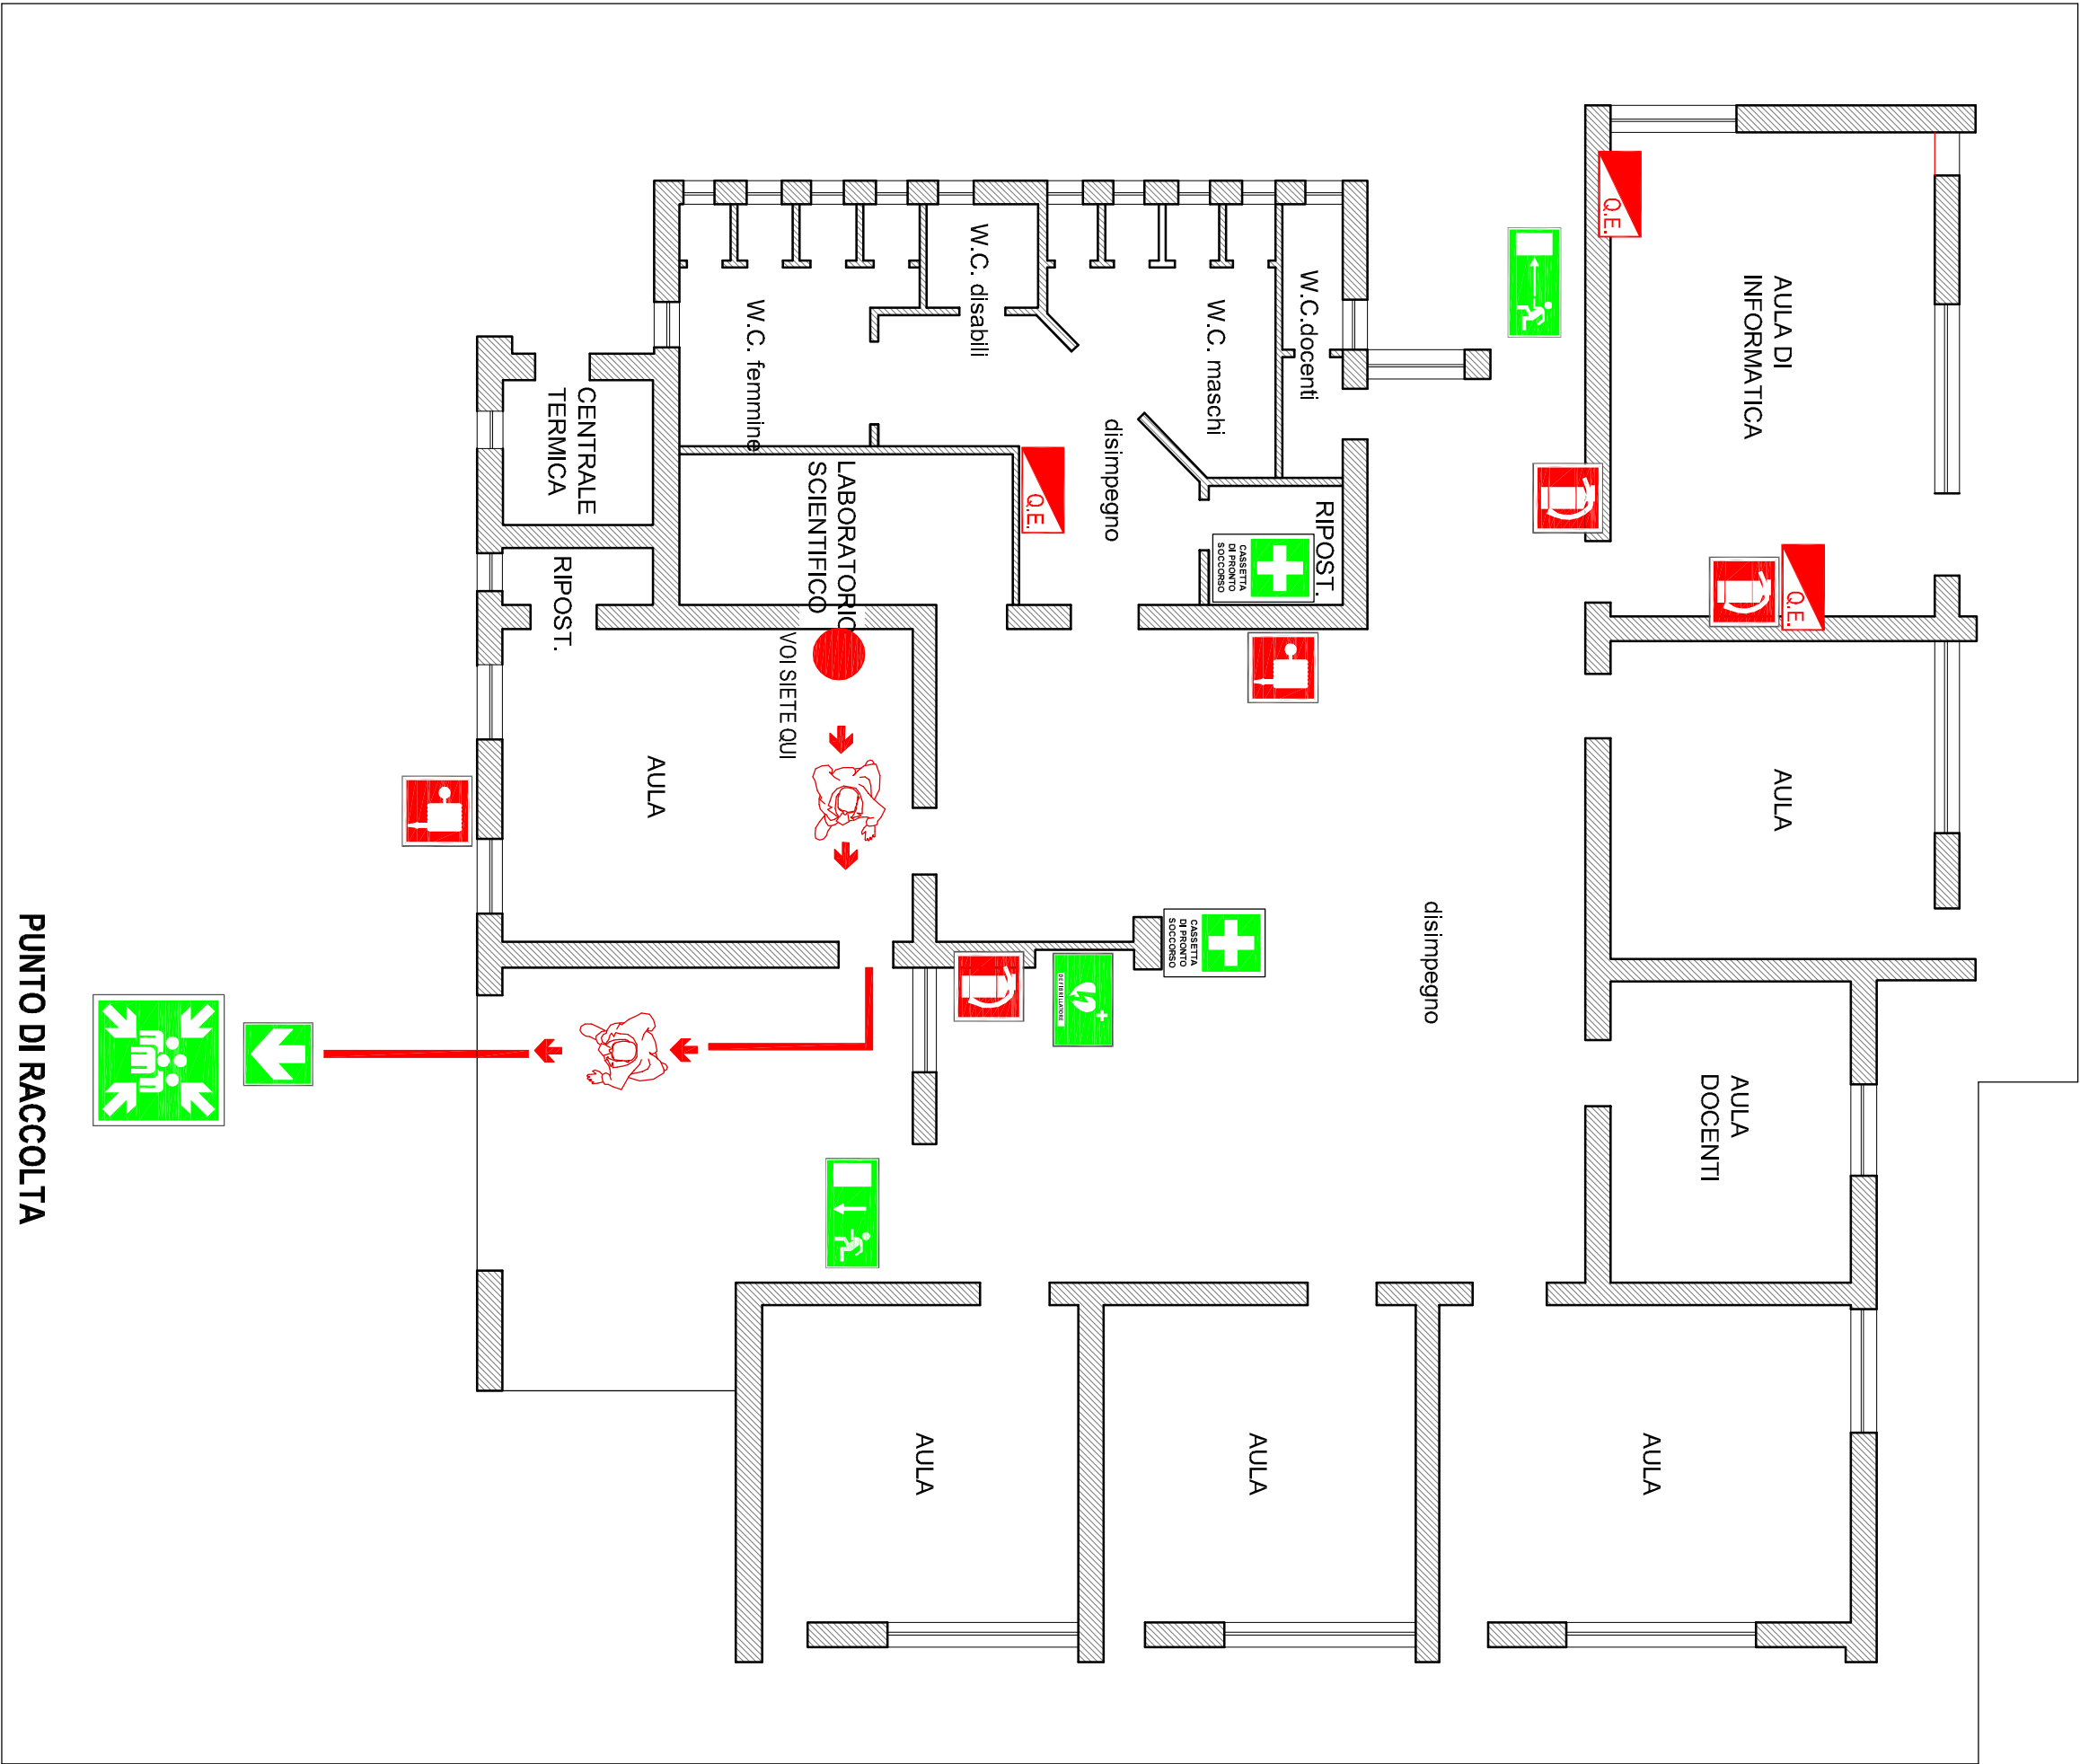 AULA DI
INFORMATICA
Q.E.
W.C.docenti
W.C. maschi
W.C. disabili
W.C. femmine
disimpegno
RIPOST.
CASSETTA
DI PRONTO
SOCCORSO
Q.E.
Q.E.
LABORATORIO
SCIENTIFICO
CENTRALE
TERMICA
RIPOST.
VOI SIETE QUI
AULA
AULA
disimpegno
CASSETTA
DI PRONTO
SOCCORSO
DEFIBRILLATORE
AULA
DOCENTI
AULA
AULA
AULA
PUNTO DI RACCOLTA